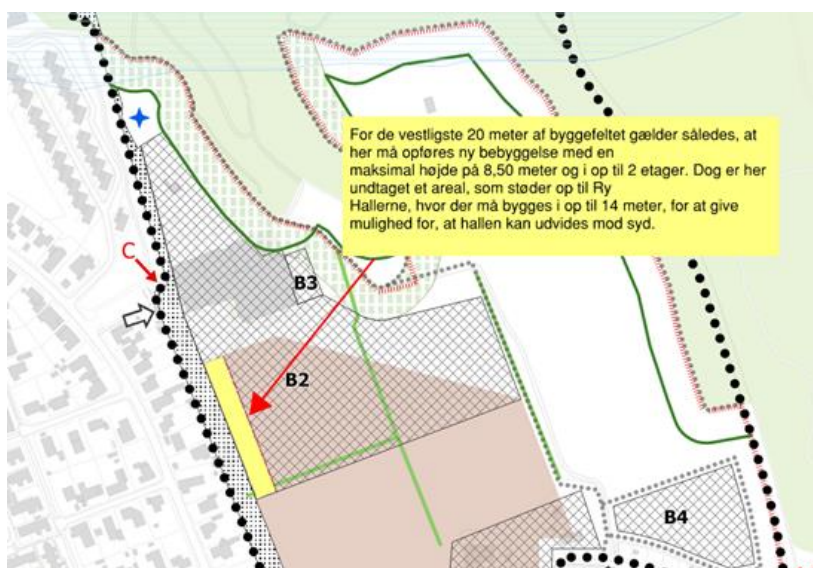 For de vestligste 20 meter af byggefeltet gælder således, at
her må opføres ny bebyggelse med en
maksimal højde på 8,50 meter og i op til 2 etager. Dog er her
undtaget et areal, som støder op til Ry
Hallerne, hvor der må bygges i op til 14 meter, for at give
mulighed for, at hallen kan udvides mod syd.
C
B3
B2
B4